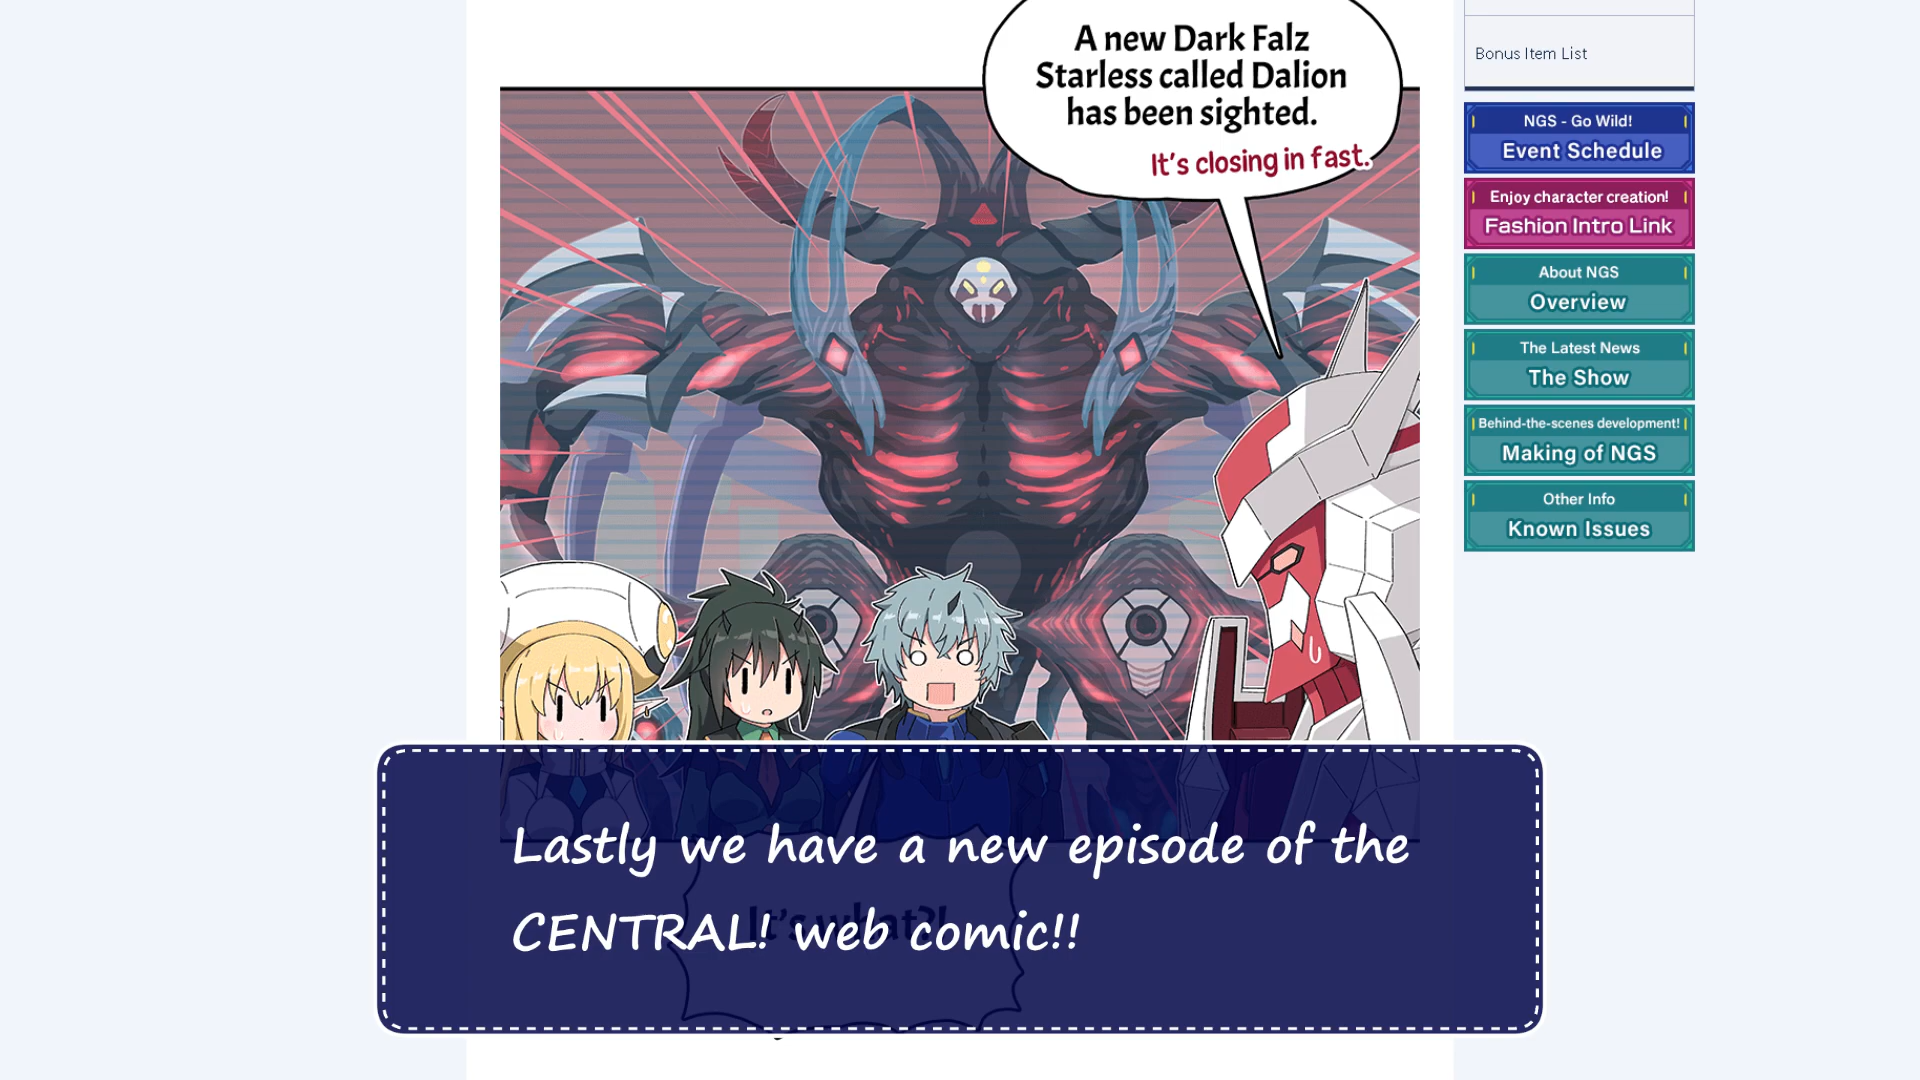 A new Dark Falz
Starless called Dalion
has been sighted.
It's closing in fast.
Bonus Item List
NGS - Go Wild!
Event Schedule
Enjoy character creation!
Fashion Intro Link
About NGS
Overview
The Latest News
The Show
Behind-the-scenes development!
Making of NGS
Other Info
Known Issues
Lastly we have a new episode of the
CENTRAL! web comic!!
It's what?!